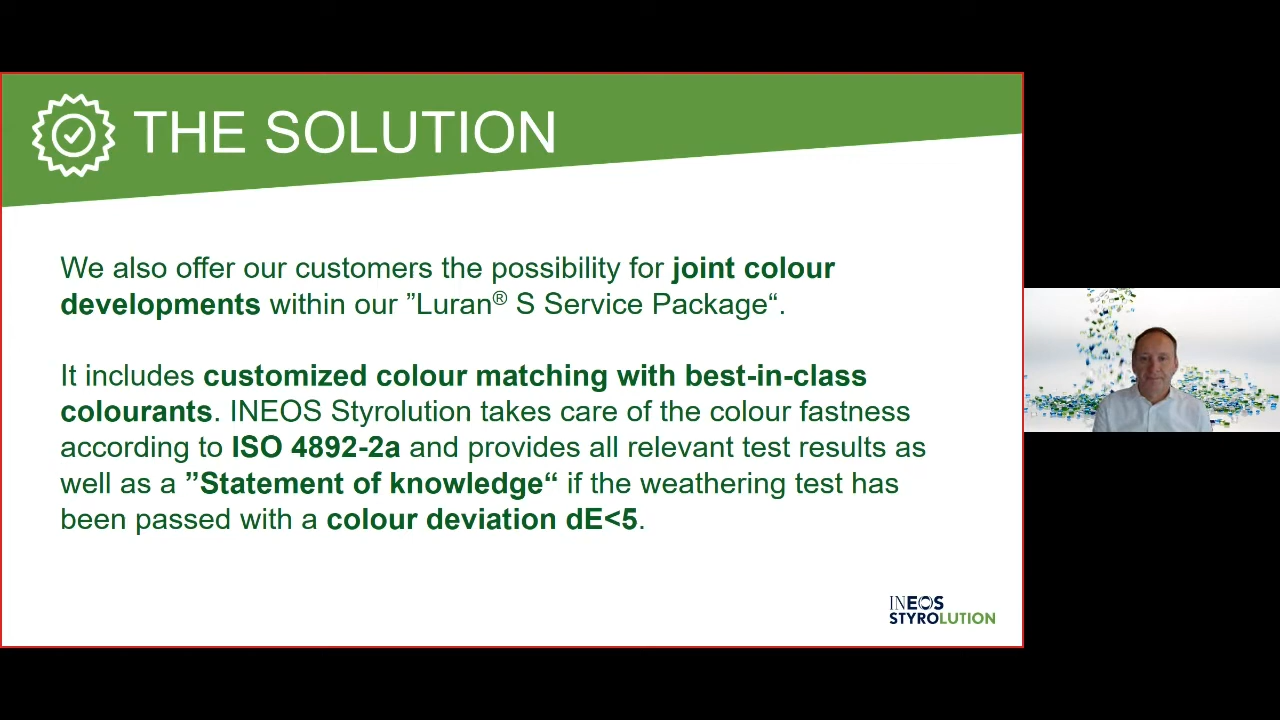 THE SOLUTION
We also offer our customers the possibility for joint colour
developments within our ”Luran® S Service Package“.
It includes customized colour matching with best-in-class
colourants. INEOS Styrolution takes care of the colour fastness
according to ISO 4892-2a and provides all relevant test results as
well as a ”Statement of knowledge“ if the weathering test has
been passed with a colour deviation dE<5.
INEOS
STYROLUTION